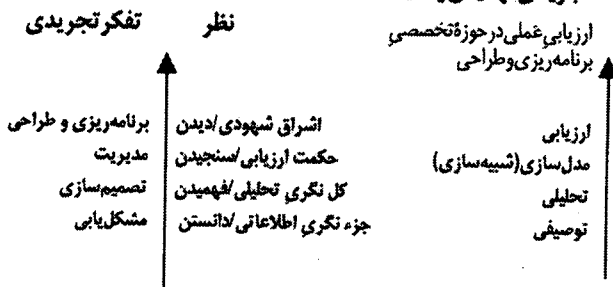 تفکر تجریدی
نظر
ارزیابیِ عملی در حوزهٔ تخصصیِ
برنامه‌ریزی و طراحی
برنامه‌ریزی و طراحی
اشراق شهودی/دیدن
ارزیابی
مدیریت
حکمت ارزیابی/سنجیدن
مدل‌سازی (شبیه‌سازی)
تصمیم‌سازی
کل نگریِ تحلیلی/فهمیدن
تحلیلی
مشکل‌یابی
جزء نگریِ اطلاعاتی/دانستن
توصیفی